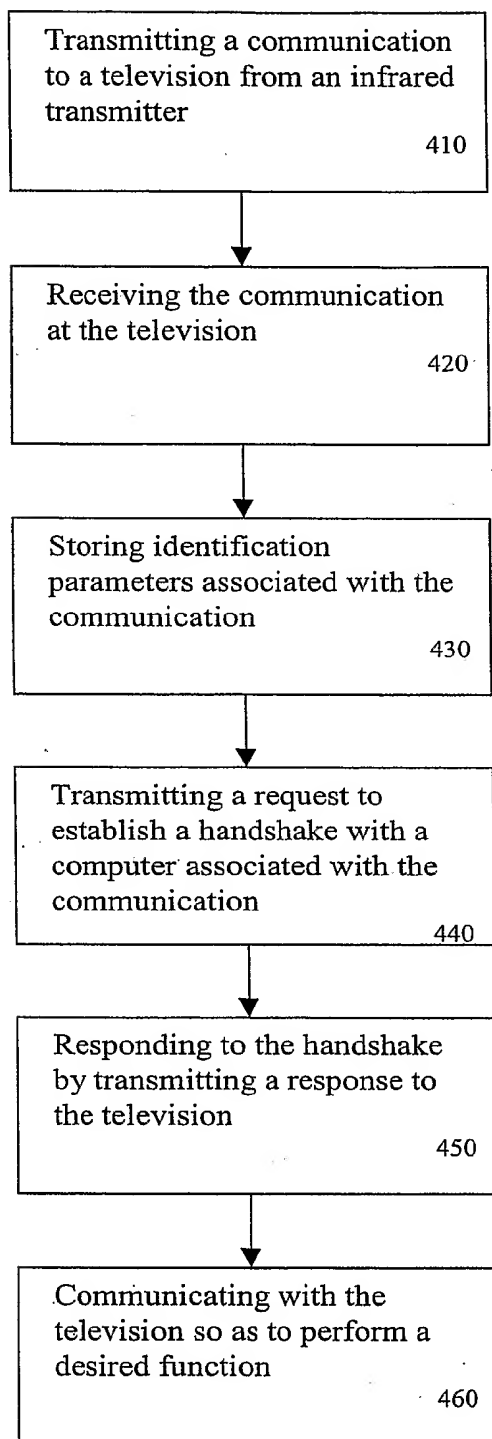 Transmitting a communication
to a television from an infrared
transmitter
410
Receiving the communication
at the television
420
Storing identification
parameters associated with the
communication
430
Transmitting a request to
establish a handshake with a
computer associated with the
communication
440
Responding to the handshake
by transmitting a response to
the television
450
Communicating with the
television so as to perform a
desired function
460